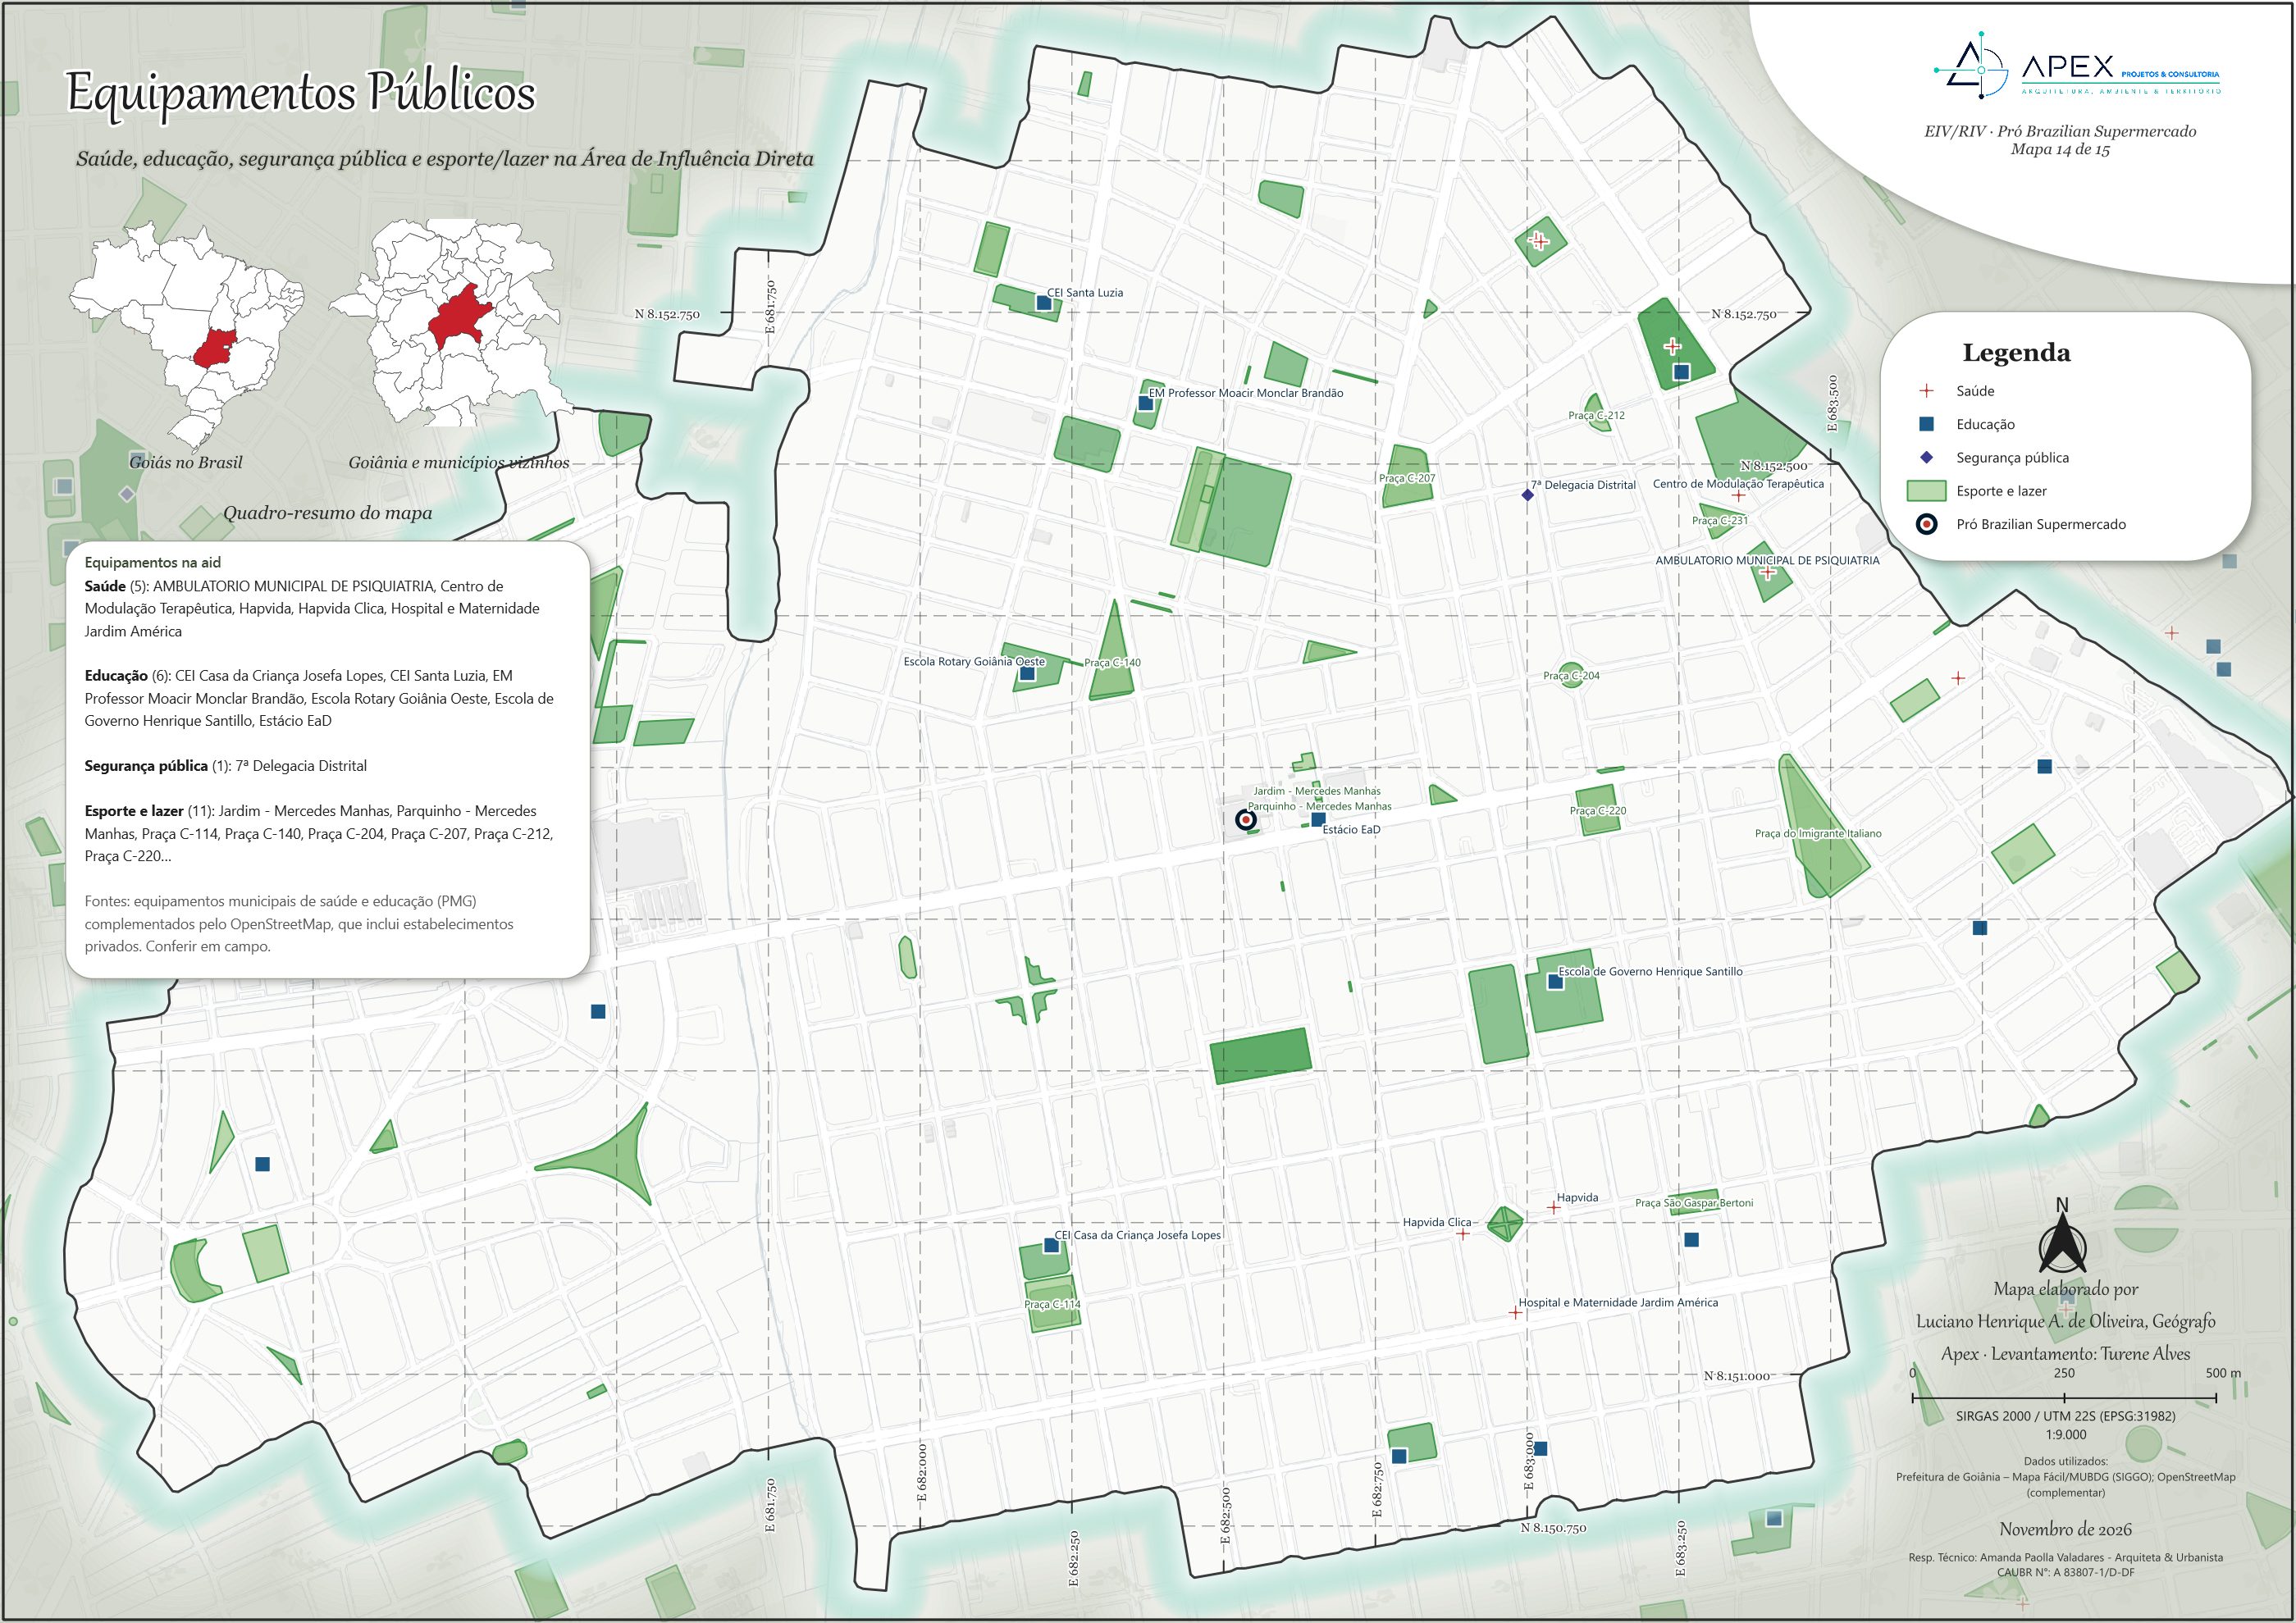 Equipamentos Públicos
Saúde, educação, segurança pública e esporte/lazer na Área de Influência Direta
APEX PROJETOS & CONSULTORIA
ARQUITETURA, AMBIENTE & TERRITÓRIO
EIV/RIV · Pró Brazilian Supermercado
Mapa 14 de 15
Goiás no Brasil
Goiânia e municípios vizinhos
Quadro-resumo do mapa
Equipamentos na aid
Saúde (5): AMBULATORIO MUNICIPAL DE PSIQUIATRIA, Centro de
Modulação Terapêutica, Hapvida, Hapvida Clica, Hospital e Maternidade
Jardim América
Educação (6): CEI Casa da Criança Josefa Lopes, CEI Santa Luzia, EM
Professor Moacir Monclar Brandão, Escola Rotary Goiânia Oeste, Escola de
Governo Henrique Santillo, Estácio EaD
Segurança pública (1): 7ª Delegacia Distrital
Esporte e lazer (11): Jardim - Mercedes Manhas, Parquinho - Mercedes
Manhas, Praça C-114, Praça C-140, Praça C-204, Praça C-207, Praça C-212,
Praça C-220...
Fontes: equipamentos municipais de saúde e educação (PMG)
complementados pelo OpenStreetMap, que inclui estabelecimentos
privados. Conferir em campo.
Legenda
Saúde
Educação
Segurança pública
Esporte e lazer
Pró Brazilian Supermercado
N 8.152.750
E 681.750
N 8.152.750
E 683.500
N 8.152.500
CEI Santa Luzia
EM Professor Moacir Monclar Brandão
Praça C-212
Praça C-207
7ª Delegacia Distrital
Centro de Modulação Terapêutica
Praça C-231
AMBULATORIO MUNICIPAL DE PSIQUIATRIA
Escola Rotary Goiânia Oeste
Praça C-140
Praça C-204
Jardim - Mercedes Manhas
Parquinho - Mercedes Manhas
Estácio EaD
Praça C-220
Praça do Imigrante Italiano
Escola de Governo Henrique Santillo
Hapvida
Hapvida Clica
Praça São Gaspar Bertoni
CEI Casa da Criança Josefa Lopes
Praça C-114
Hospital e Maternidade Jardim América
N 8.151.000
E 681.750
E 682.000
E 682.250
E 682.500
E 682.750
E 683.000
E 683.250
N 8.150.750
N
Mapa elaborado por
Luciano Henrique A. de Oliveira, Geógrafo
Apex · Levantamento: Turene Alves
0 250 500 m
SIRGAS 2000 / UTM 22S (EPSG:31982)
1:9.000
Dados utilizados:
Prefeitura de Goiânia – Mapa Fácil/MUBDG (SIGGO); OpenStreetMap
(complementar)
Novembro de 2026
Resp. Técnico: Amanda Paolla Valadares - Arquiteta & Urbanista
CAUBR N°: A 83807-1/D-DF